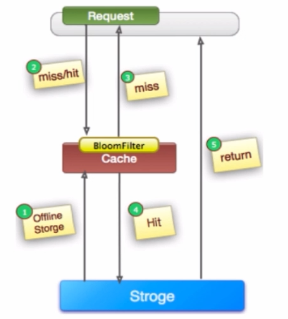 Request
2
miss/hit
3
miss
BloomFilter
Cache
5
return
1
Offline
Storge
4
Hit
Stroge